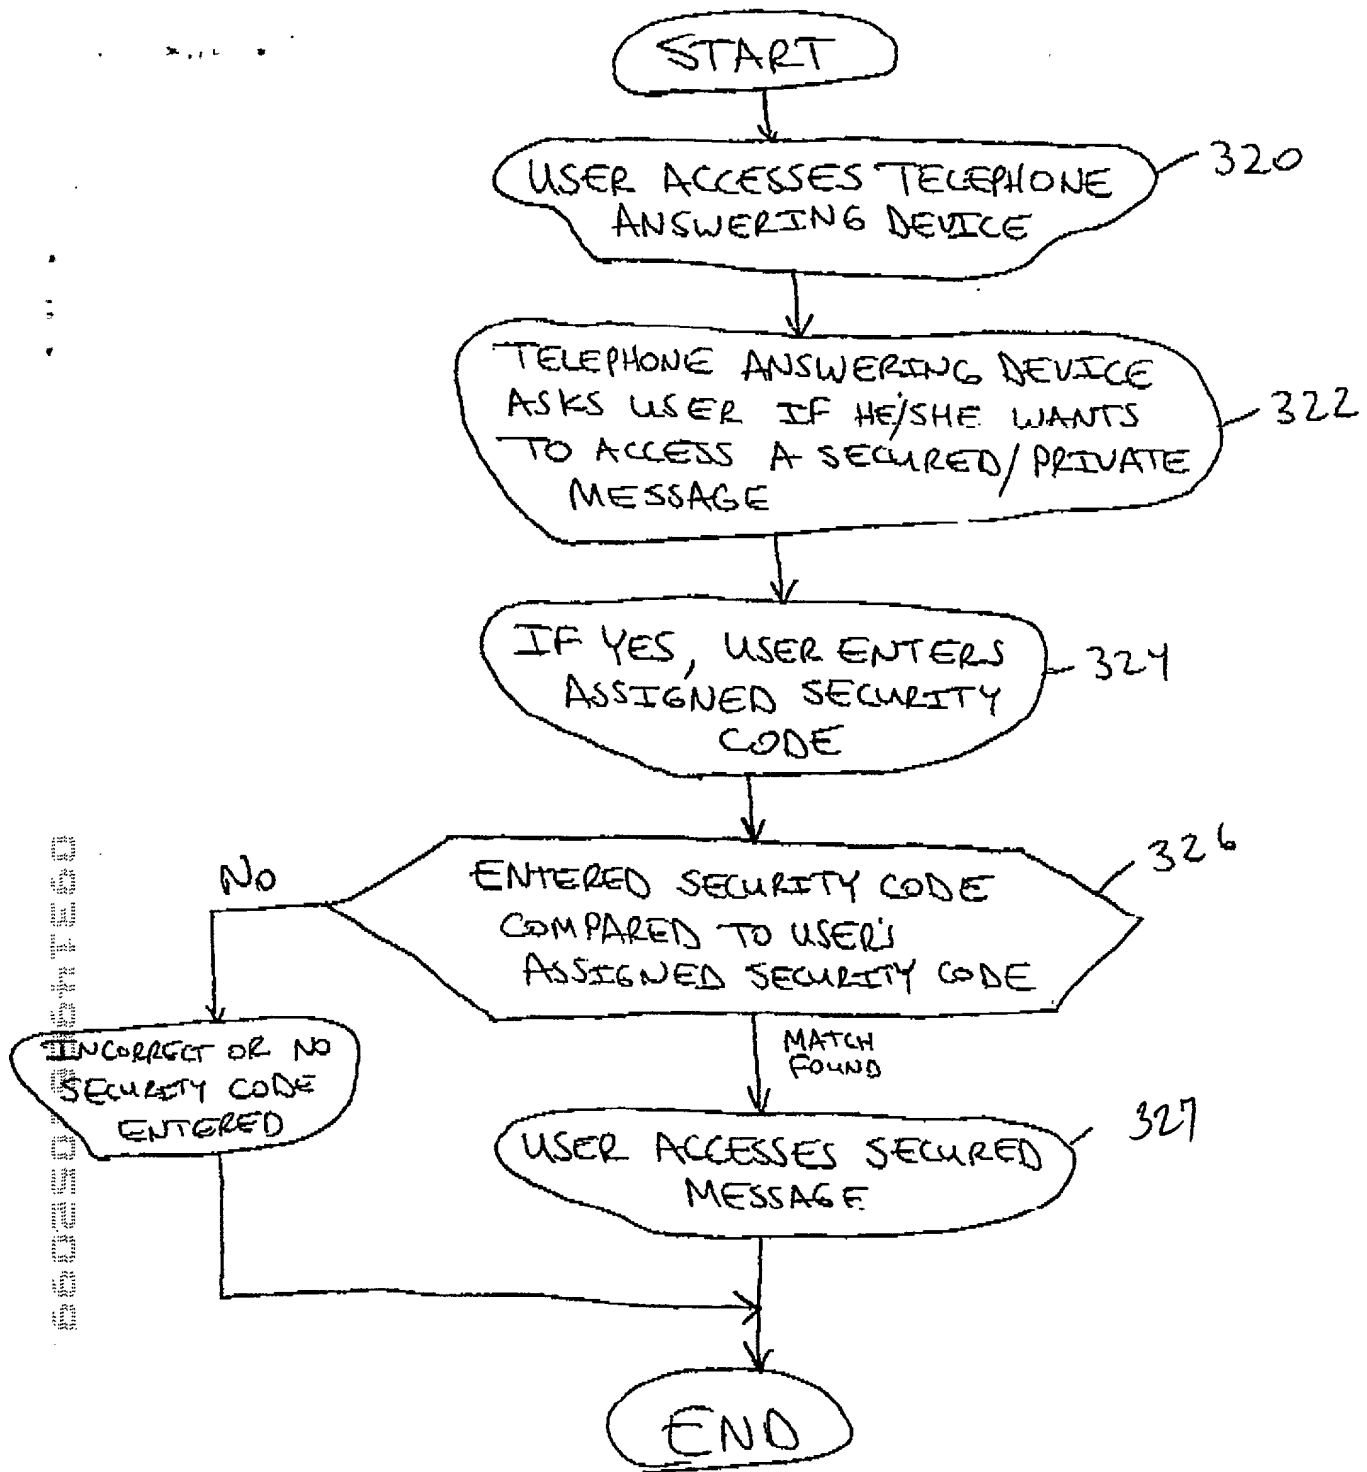 START
USER ACCESSES TELEPHONE
ANSWERING DEVICE
320
TELEPHONE ANSWERING DEVICE
ASKS USER IF HE/SHE WANTS
TO ACCESS A SECURED/PRIVATE
MESSAGE
322
IF YES, USER ENTERS
ASSIGNED SECURITY
CODE
324
ENTERED SECURITY CODE
COMPARED TO USER'S
ASSIGNED SECURITY CODE
326
NO
INCORRECT OR NO
SECURITY CODE
ENTERED
MATCH
FOUND
USER ACCESSES SECURED
MESSAGE
327
END